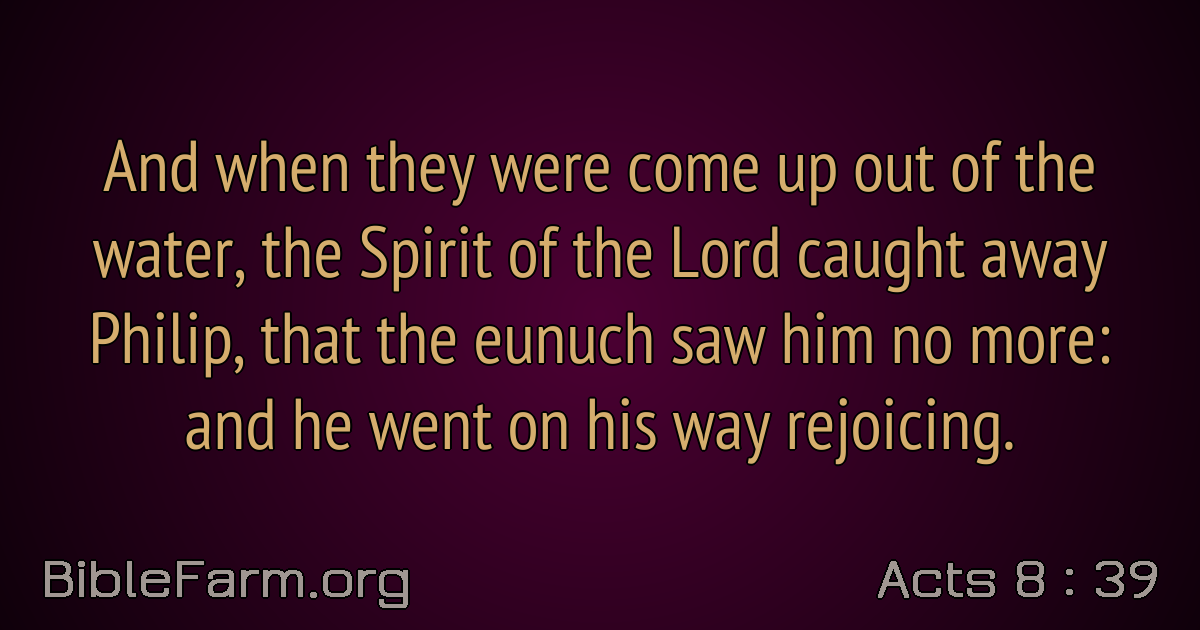 And when they were come up out of the
water, the Spirit of the Lord caught away
Philip, that the eunuch saw him no more:
and he went on his way rejoicing.
BibleFarm.org
Acts 8 : 39